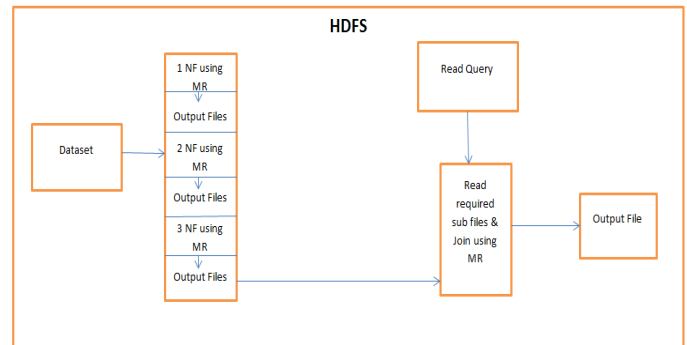 HDFS
Dataset
1 NF using
MR
Output Files
2 NF using
MR
Output Files
3 NF using
MR
Output Files
Read Query
Read
required
sub files &
Join using
MR
Output File